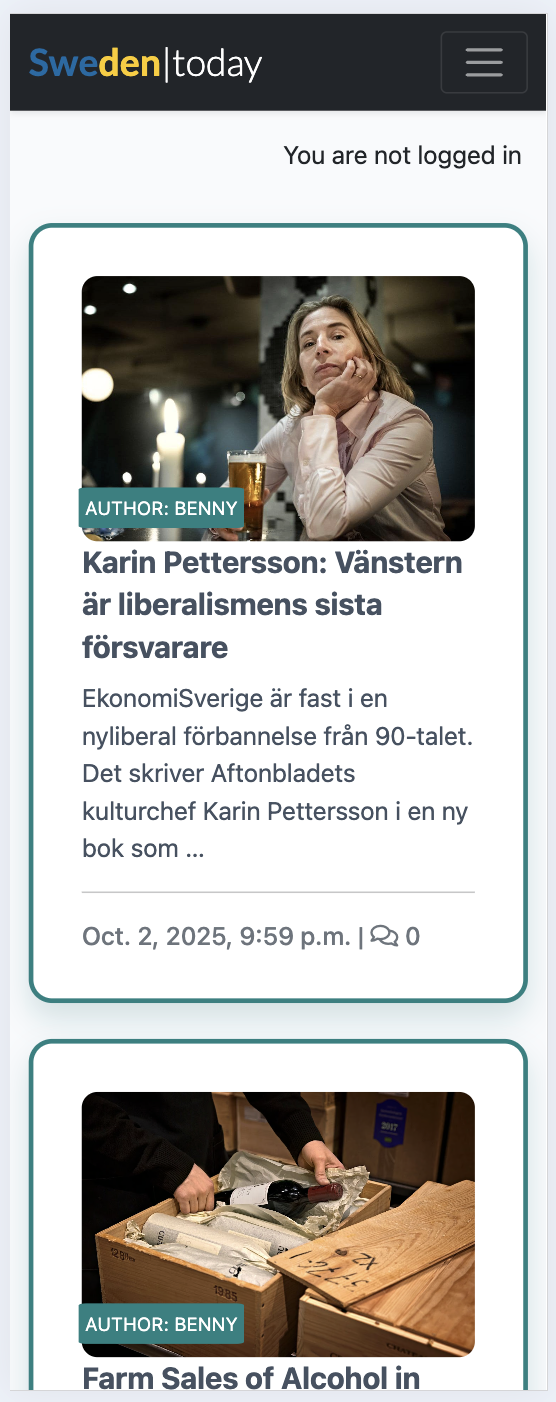 Sweden|today
You are not logged in
AUTHOR: BENNY
Karin Pettersson: Vänstern
är liberalismens sista
försvarare
EkonomiSverige är fast i en
nyliberal förbannelse från 90-talet.
Det skriver Aftonbladets
kulturchef Karin Pettersson i en ny
bok som ...
Oct. 2, 2025, 9:59 p.m. | 0
2017
1985
AUTHOR: BENNY
Farm Sales of Alcohol in